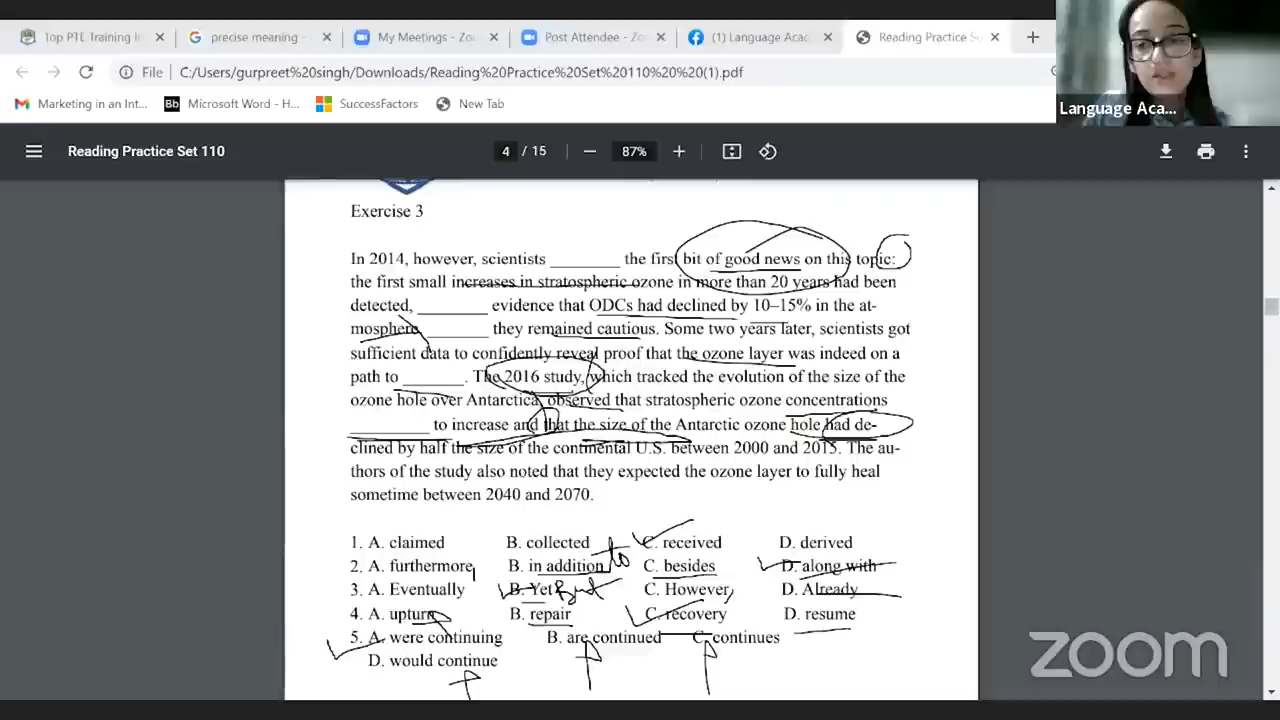 Top PTE Training I
precise meaning -
My Meetings - Zo
Post Attendee - Zo
(1) Language Aca
Reading Practice S
File C:/Users/gurpreet%20singh/Downloads/Reading%20Practice%20Set%20110%20%20(1).pdf
Marketing in an Int...
Bb Microsoft Word - H...
SuccessFactors
New Tab
Language Aca...
Reading Practice Set 110
4 / 15
87%
Exercise 3
In 2014, however, scientists ________ the first bit of good news on this topic:
the first small increases in stratospheric ozone in more than 20 years had been
detected, ________ evidence that ODCs had declined by 10–15% in the at-
mosphere. ________ they remained cautious. Some two years later, scientists got
sufficient data to confidently reveal proof that the ozone layer was indeed on a
path to ________. The 2016 study, which tracked the evolution of the size of the
ozone hole over Antarctica, observed that stratospheric ozone concentrations
________ to increase and that the size of the Antarctic ozone hole had de-
clined by half the size of the continental U.S. between 2000 and 2015. The au-
thors of the study also noted that they expected the ozone layer to fully heal
sometime between 2040 and 2070.
1. A. claimed B. collected C. received D. derived
2. A. furthermore B. in addition to C. besides D. along with
3. A. Eventually B. Yet But C. However, D. Already
4. A. upturn B. repair C. recovery D. resume
5. A. were continuing B. are continued C. continues
D. would continue
zoom